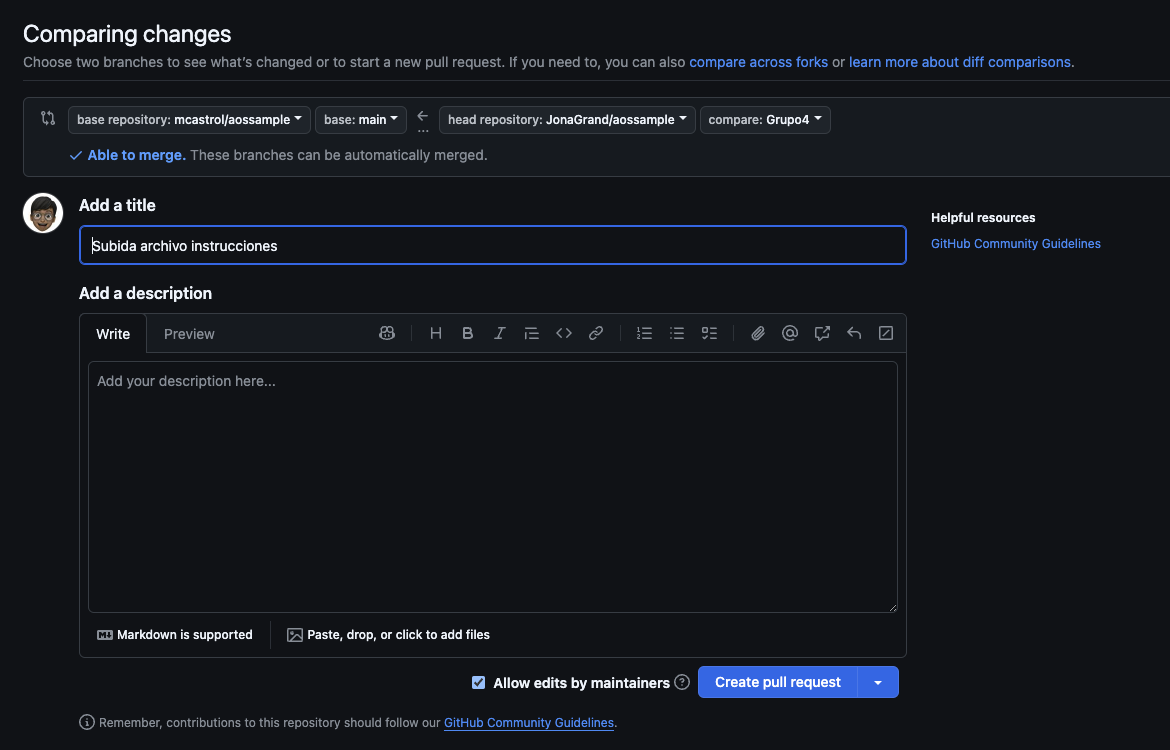 Comparing changes
Choose two branches to see what's changed or to start a new pull request. If you need to, you can also compare across forks or learn more about diff comparisons.
base repository: mcastrol/aossample base: main ... head repository: JonaGrand/aossample compare: Grupo4
Able to merge. These branches can be automatically merged.
Add a title
Subida archivo instrucciones
Helpful resources
GitHub Community Guidelines
Add a description
Write Preview
Add your description here...
Markdown is supported Paste, drop, or click to add files
Allow edits by maintainers Create pull request
Remember, contributions to this repository should follow our GitHub Community Guidelines.